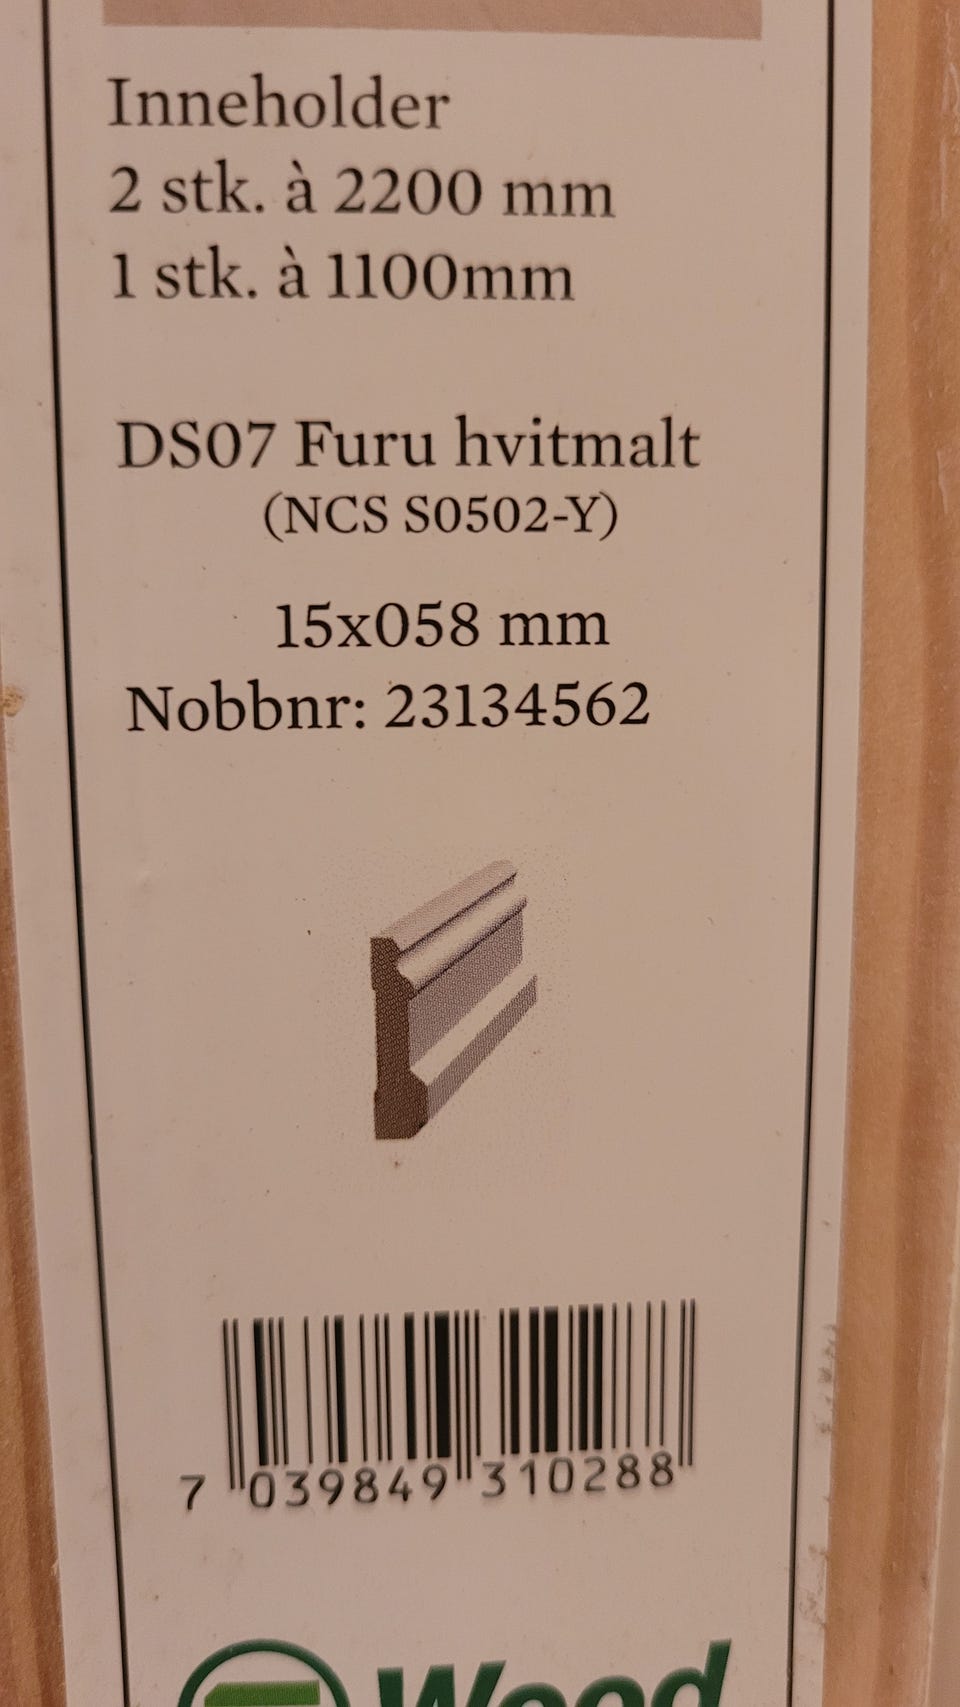 Inneholder
2 stk. à 2200 mm
1 stk. à 1100mm
DS07 Furu hvitmalt
(NCS S0502-Y)
15x058 mm
Nobbnr: 23134562
7 039849 310288
Wood